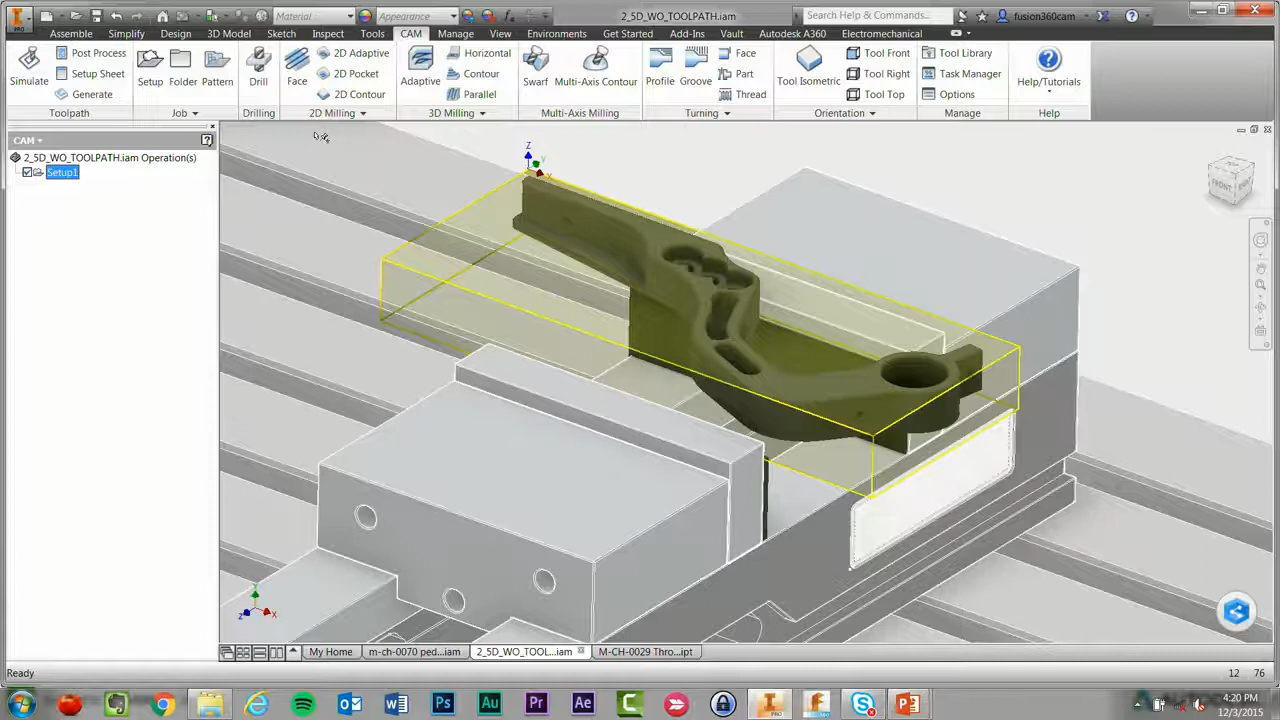 Material
Appearance
2_5D_WO_TOOLPATH.iam
Search Help & Commands...
fusion360cam
PRO
Assemble Simplify Design 3D Model Sketch Inspect Tools CAM Manage View Environments Get Started Add-Ins Vault Autodesk A360 Electromechanical
Simulate
Post Process
Setup Sheet
Generate
Toolpath
Setup Folder Pattern
Job
Drill
Drilling
Face
2D Adaptive
2D Pocket
2D Contour
2D Milling
Adaptive
Horizontal
Contour
Parallel
3D Milling
Swarf Multi-Axis Contour
Multi-Axis Milling
Profile Groove
Face
Part
Thread
Turning
Tool Isometric
Tool Front
Tool Right
Tool Top
Orientation
Tool Library
Task Manager
Options
Manage
Help/Tutorials
Help
CAM
2_5D_WO_TOOLPATH.iam Operation(s)
Setup1
Z
Y
X
FRONT
Z
X
My Home
m-ch-0070 ped....iam
2_5D_WO_TOOL...iam
M-CH-0029 Thro....ipt
Ready
12 76
Ps
Au
Pr
Ae
4:20 PM
12/3/2015